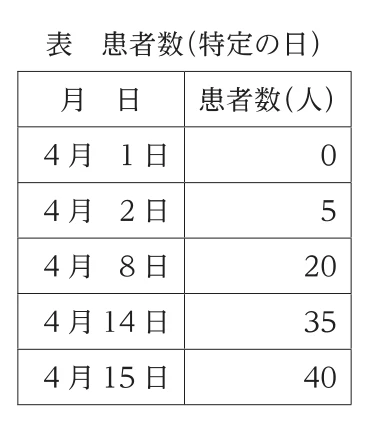 表　患者数(特定の日)
月　日　患者数(人)
4月　1日　0
4月　2日　5
4月　8日　20
4月14日　35
4月15日　40